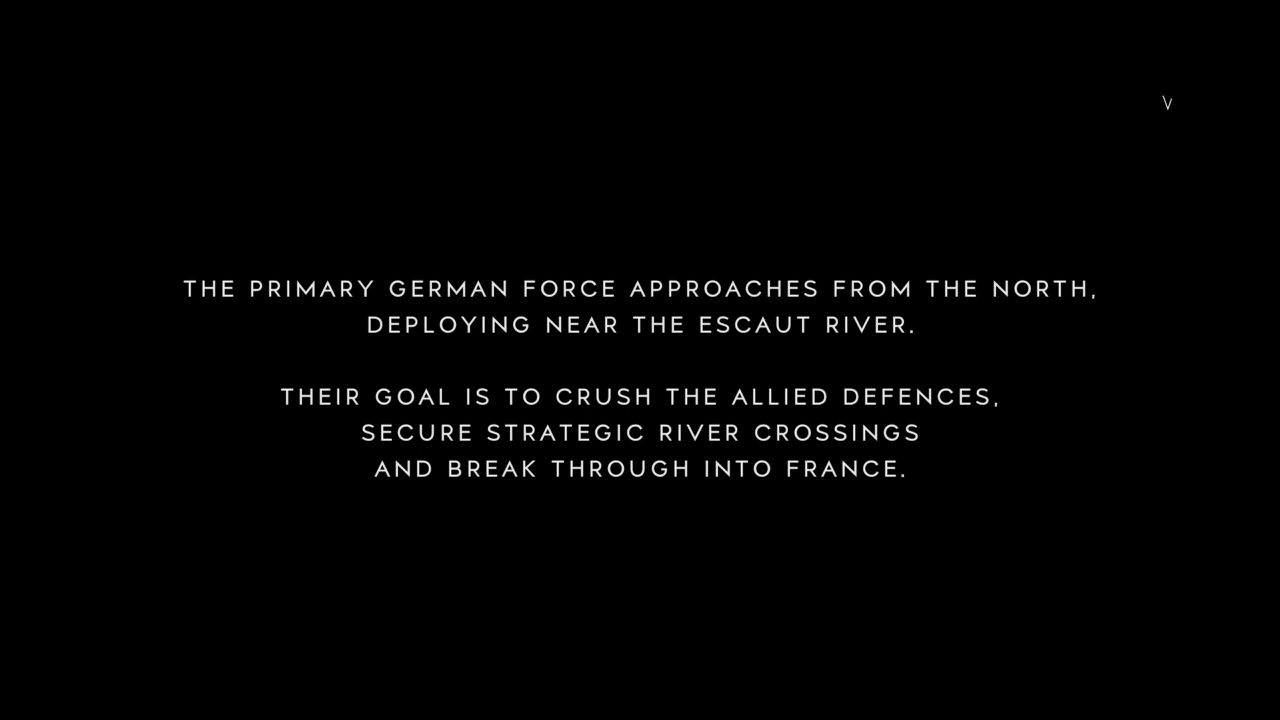 V
THE PRIMARY GERMAN FORCE APPROACHES FROM THE NORTH,
DEPLOYING NEAR THE ESCAUT RIVER.
THEIR GOAL IS TO CRUSH THE ALLIED DEFENCES,
SECURE STRATEGIC RIVER CROSSINGS
AND BREAK THROUGH INTO FRANCE.